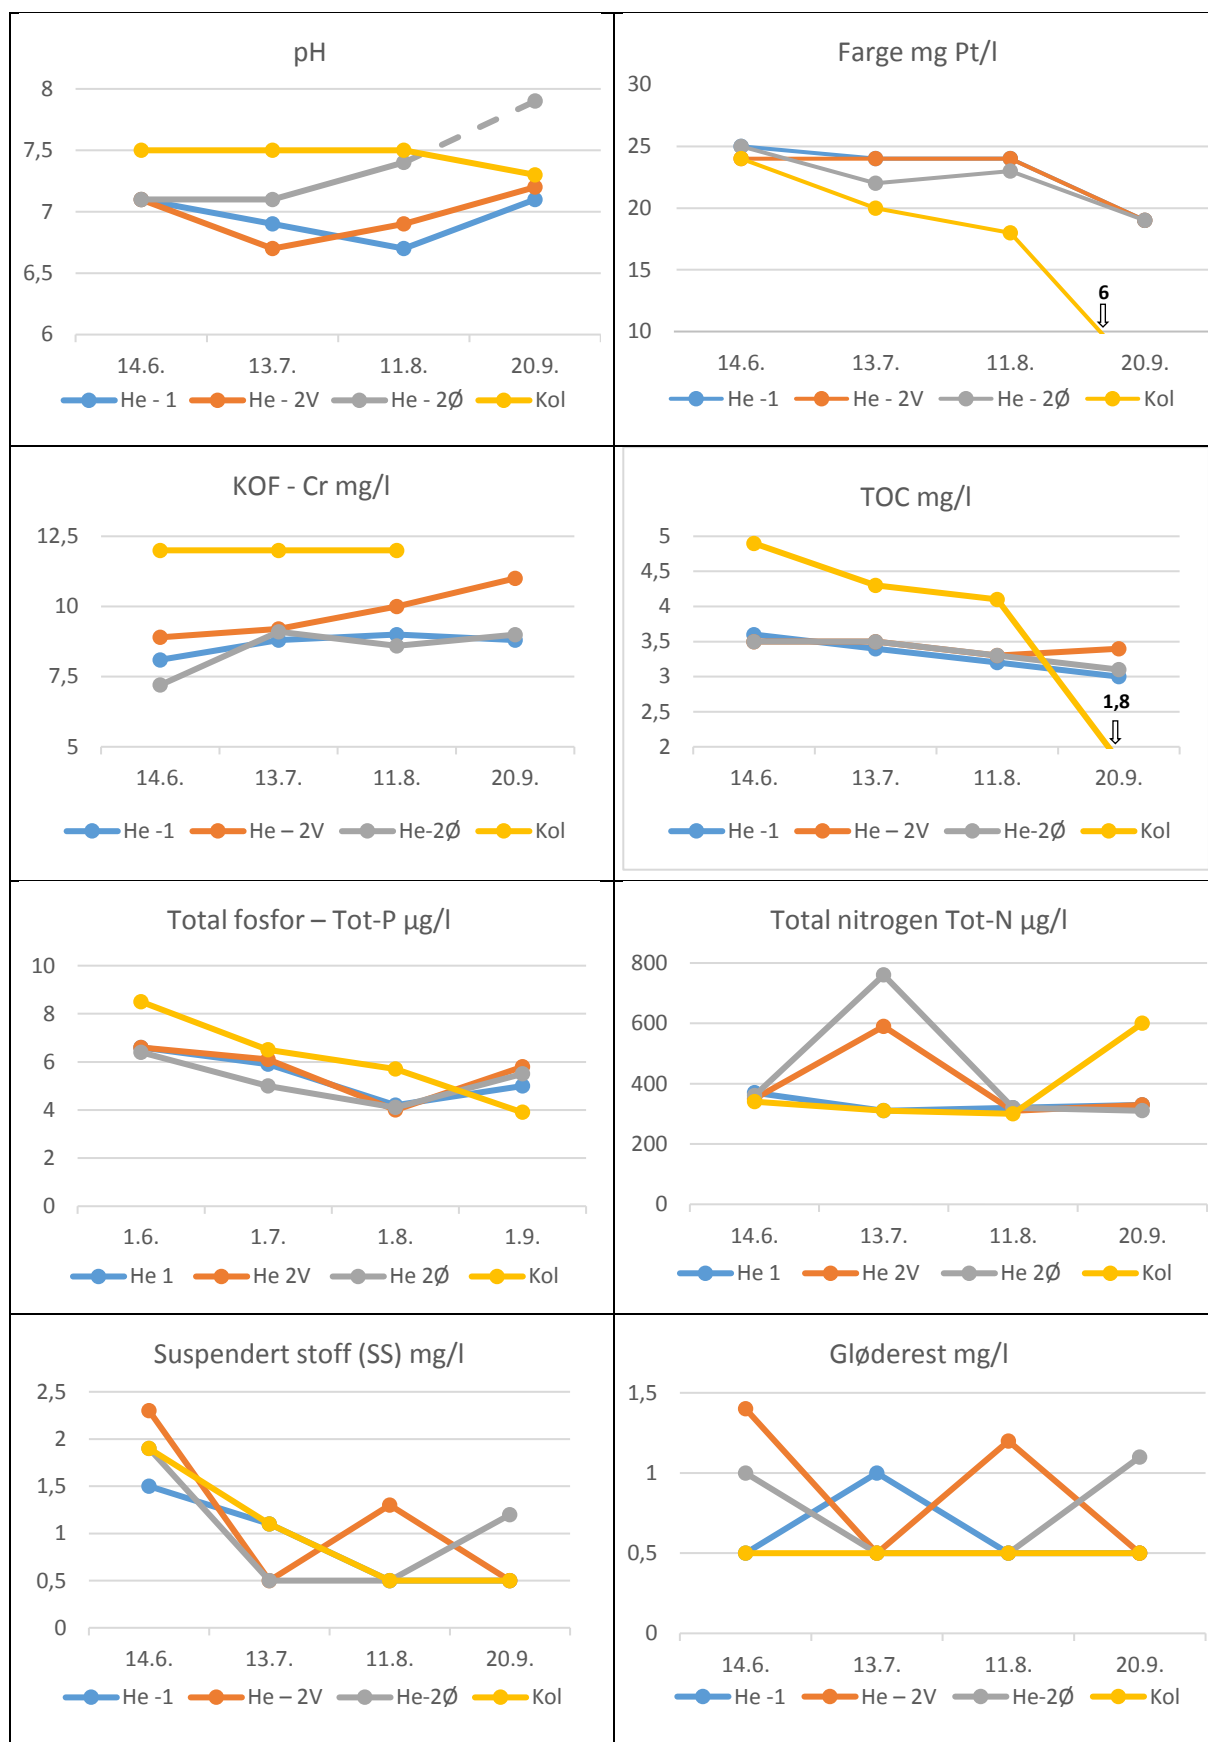 pH
8
7,5
7
6,5
6
14.6. 13.7. 11.8. 20.9.
He - 1 He - 2V He - 2Ø Kol
Farge mg Pt/l
30
25
20
15
10
6
14.6. 13.7. 11.8. 20.9.
He -1 He - 2V He - 2Ø Kol
KOF - Cr mg/l
12,5
10
7,5
5
14.6. 13.7. 11.8. 20.9.
He -1 He – 2V He-2Ø Kol
TOC mg/l
5
4,5
4
3,5
3
2,5
2
1,8
14.6. 13.7. 11.8. 20.9.
He -1 He – 2V He-2Ø Kol
Total fosfor – Tot-P µg/l
10
8
6
4
2
0
1.6. 1.7. 1.8. 1.9.
He 1 He 2V He 2Ø Kol
Total nitrogen Tot-N µg/l
800
600
400
200
0
14.6. 13.7. 11.8. 20.9.
He 1 He 2V He 2Ø Kol
Suspendert stoff (SS) mg/l
2,5
2
1,5
1
0,5
0
14.6. 13.7. 11.8. 20.9.
He -1 He – 2V He-2Ø Kol
Gløderest mg/l
1,5
1
0,5
0
14.6. 13.7. 11.8. 20.9.
He -1 He – 2V He-2Ø Kol